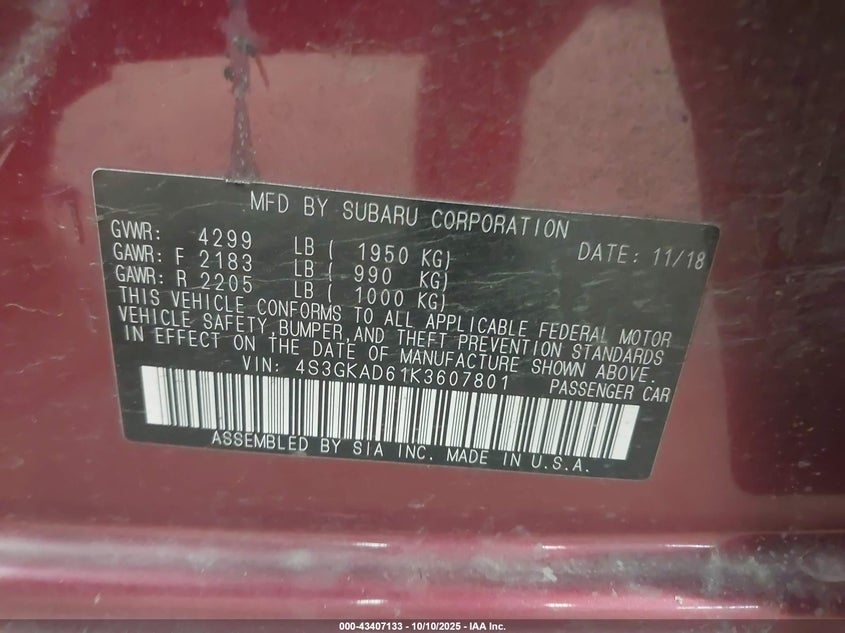 MFD BY SUBARU CORPORATION
DATE: 11/18
GVWR: 4299 LB ( 1950 KG)
GAWR: F 2183 LB ( 990 KG)
GAWR: R 2205 LB ( 1000 KG)
THIS VEHICLE CONFORMS TO ALL APPLICABLE FEDERAL MOTOR
VEHICLE SAFETY, BUMPER, AND THEFT PREVENTION STANDARDS
IN EFFECT ON THE DATE OF MANUFACTURE SHOWN ABOVE.
VIN: 4S3GKAD61K3607801 PASSENGER CAR
ASSEMBLED BY SIA INC. MADE IN U.S.A.
000-43407133 - 10/10/2025 - IAA Inc.